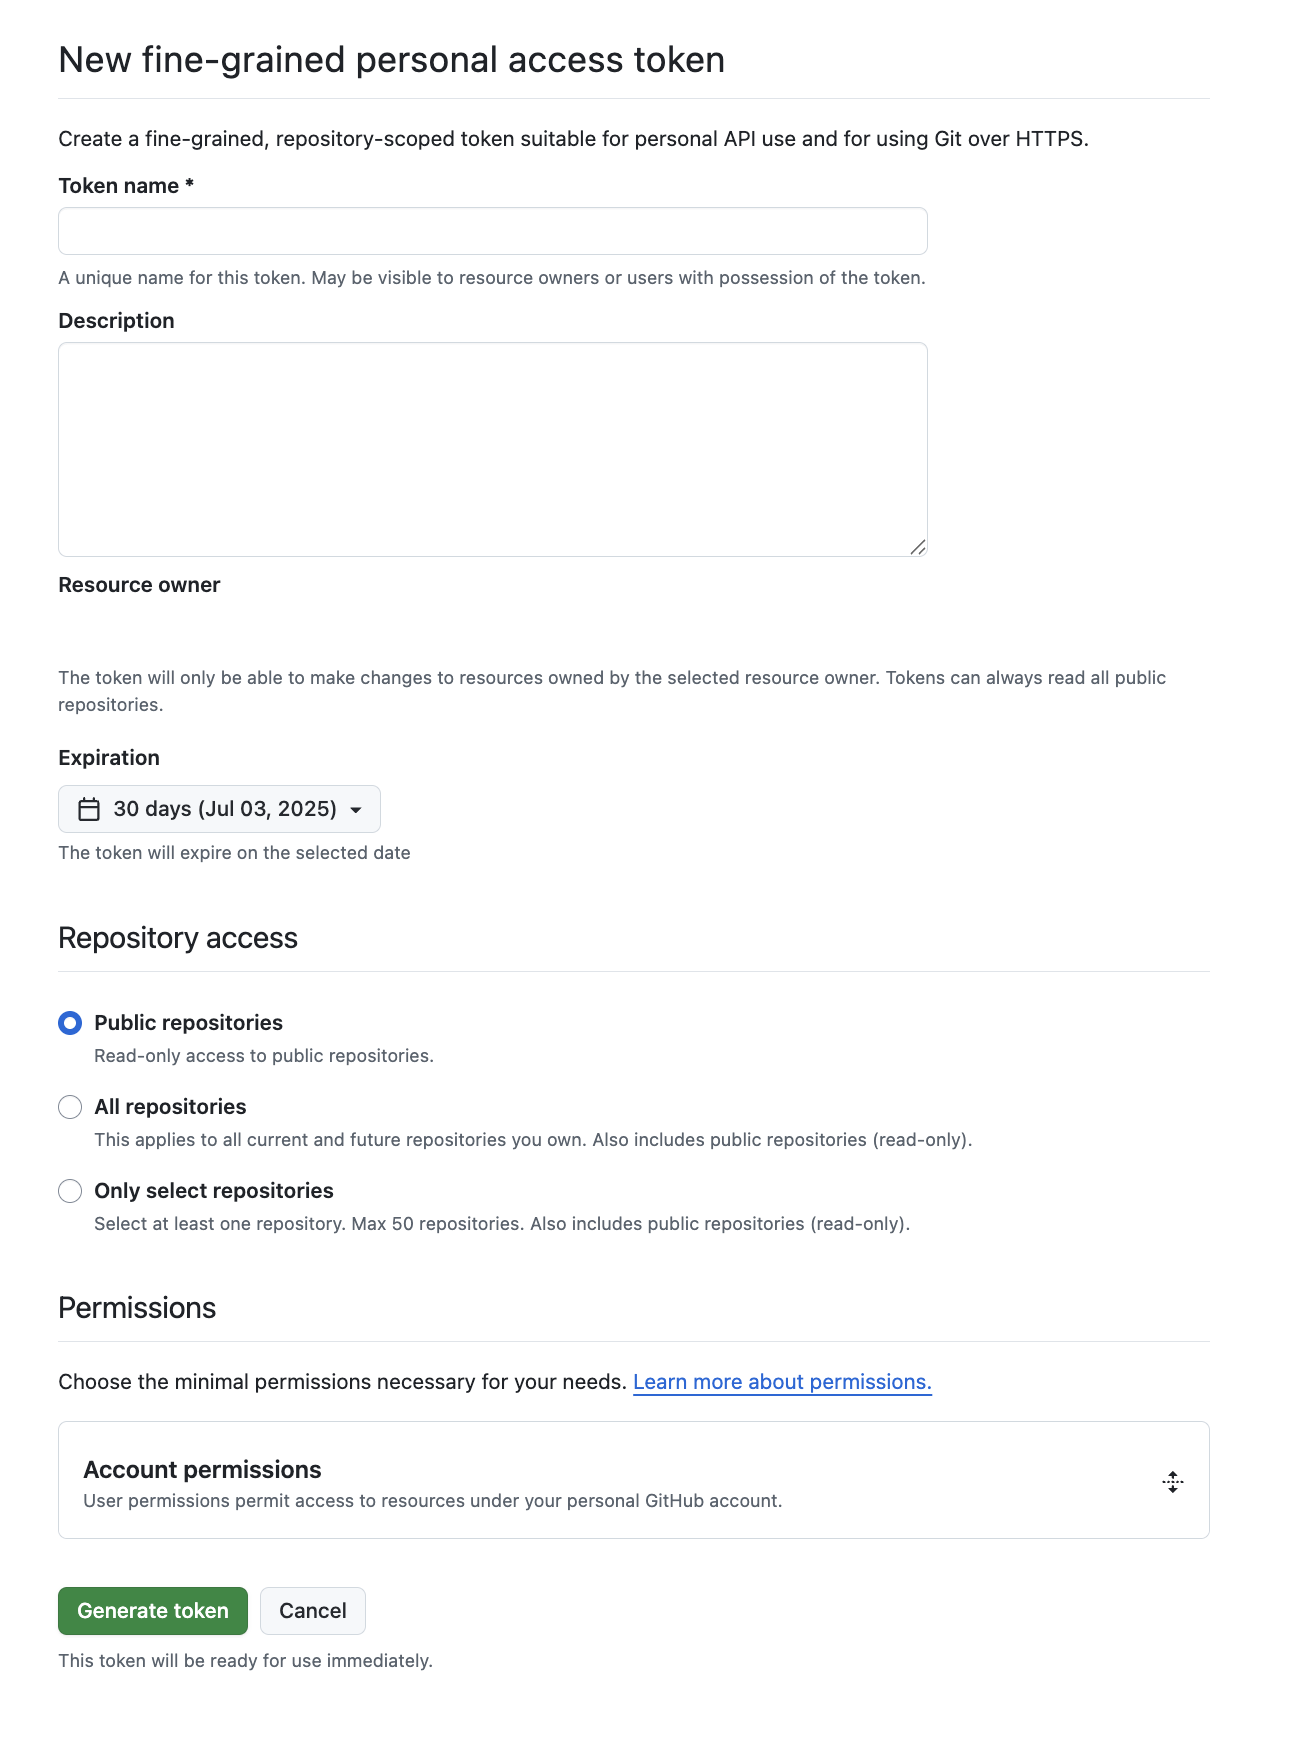 New fine-grained personal access token
Create a fine-grained, repository-scoped token suitable for personal API use and for using Git over HTTPS.
Token name *
A unique name for this token. May be visible to resource owners or users with possession of the token.
Description
Resource owner
The token will only be able to make changes to resources owned by the selected resource owner. Tokens can always read all public
repositories.
Expiration
30 days (Jul 03, 2025)
The token will expire on the selected date
Repository access
Public repositories
Read-only access to public repositories.
All repositories
This applies to all current and future repositories you own. Also includes public repositories (read-only).
Only select repositories
Select at least one repository. Max 50 repositories. Also includes public repositories (read-only).
Permissions
Choose the minimal permissions necessary for your needs. Learn more about permissions.
Account permissions
User permissions permit access to resources under your personal GitHub account.
Generate token Cancel
This token will be ready for use immediately.